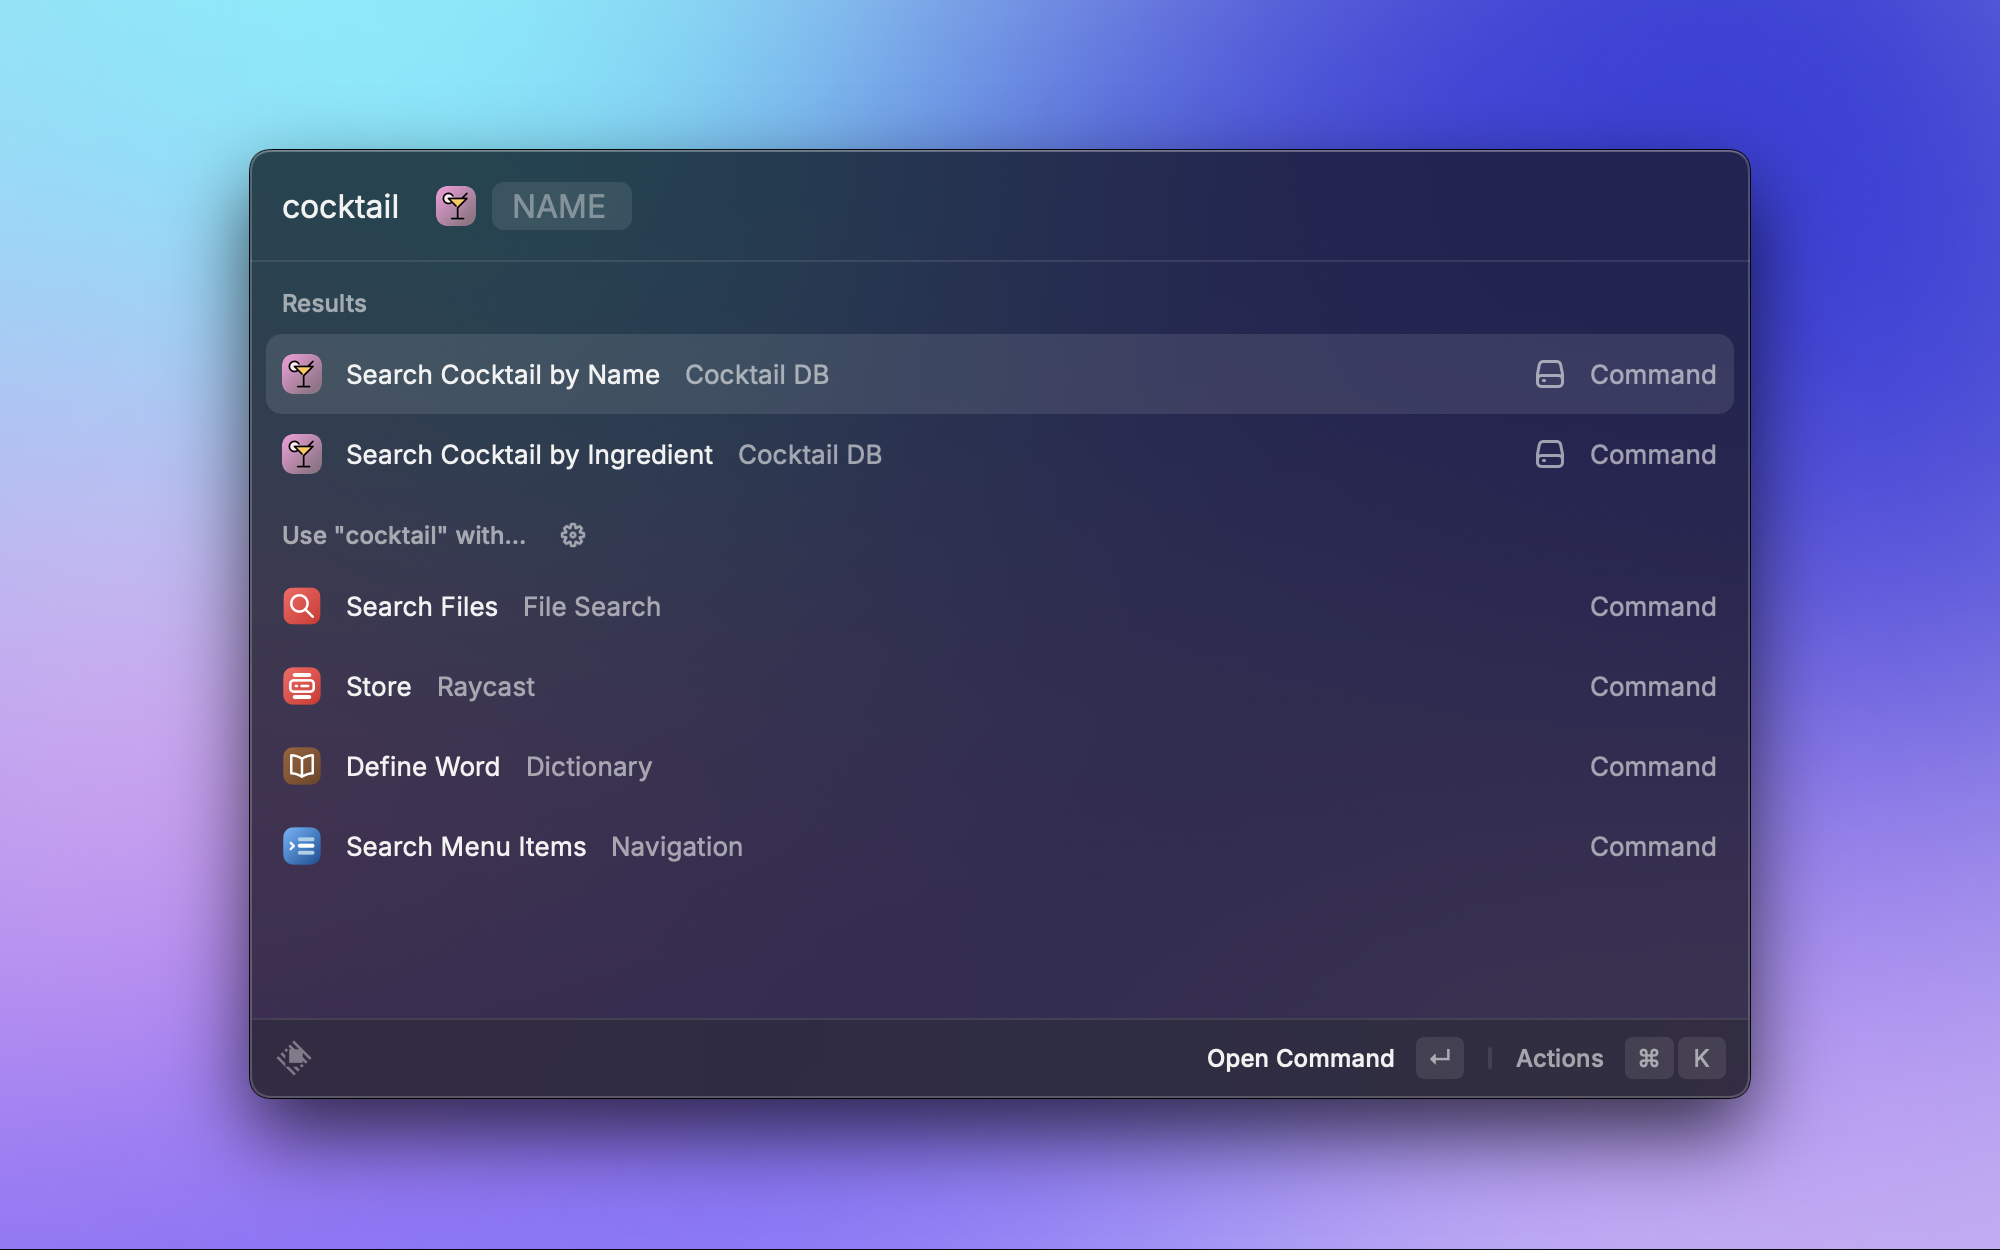 cocktail NAME
Results
Search Cocktail by Name Cocktail DB Command
Search Cocktail by Ingredient Cocktail DB Command
Use "cocktail" with...
Search Files File Search Command
Store Raycast Command
Define Word Dictionary Command
Search Menu Items Navigation Command
Open Command ↵ | Actions ⌘ K